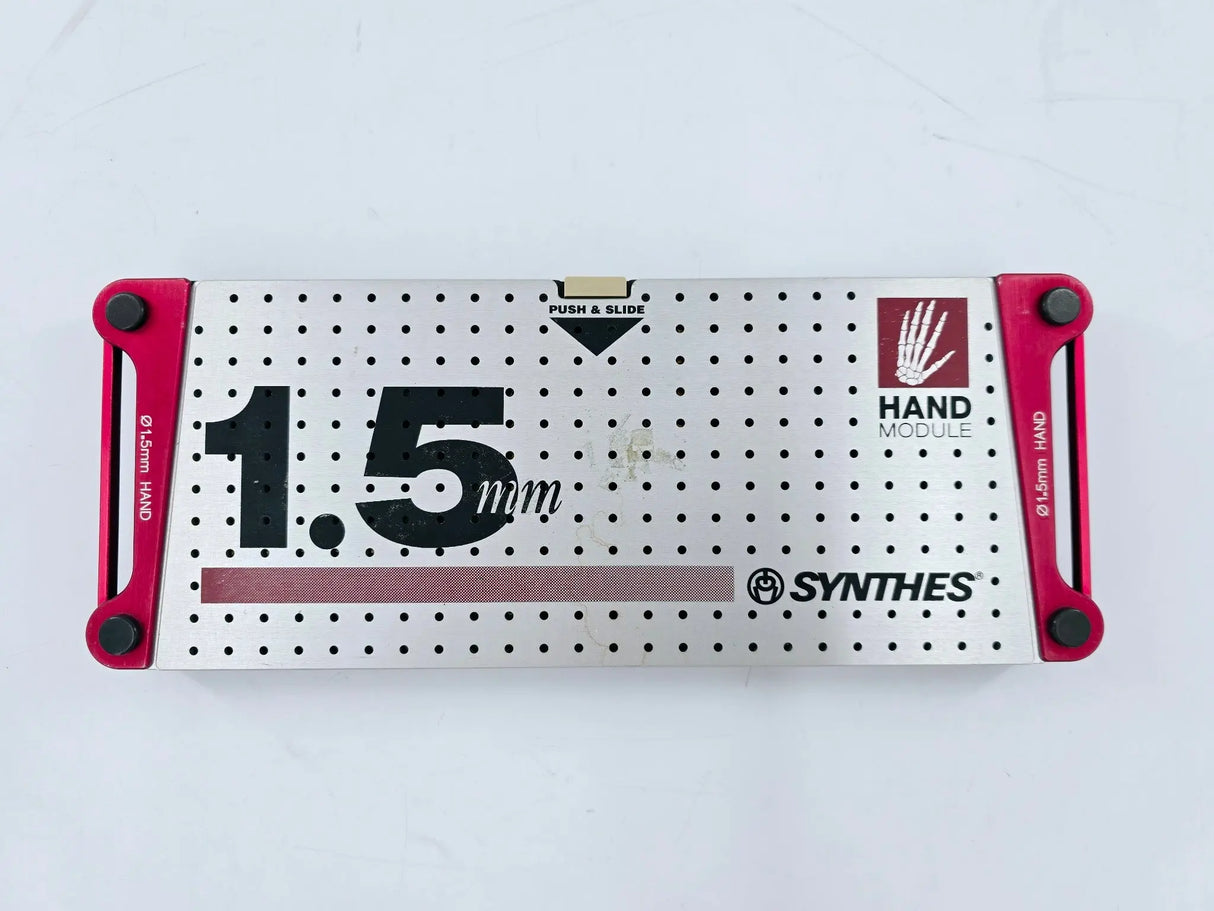 PUSH & SLIDE
1.5mm
HAND
MODULE
SYNTHES®
Ø1.5mm HAND
Ø1.5mm HAND